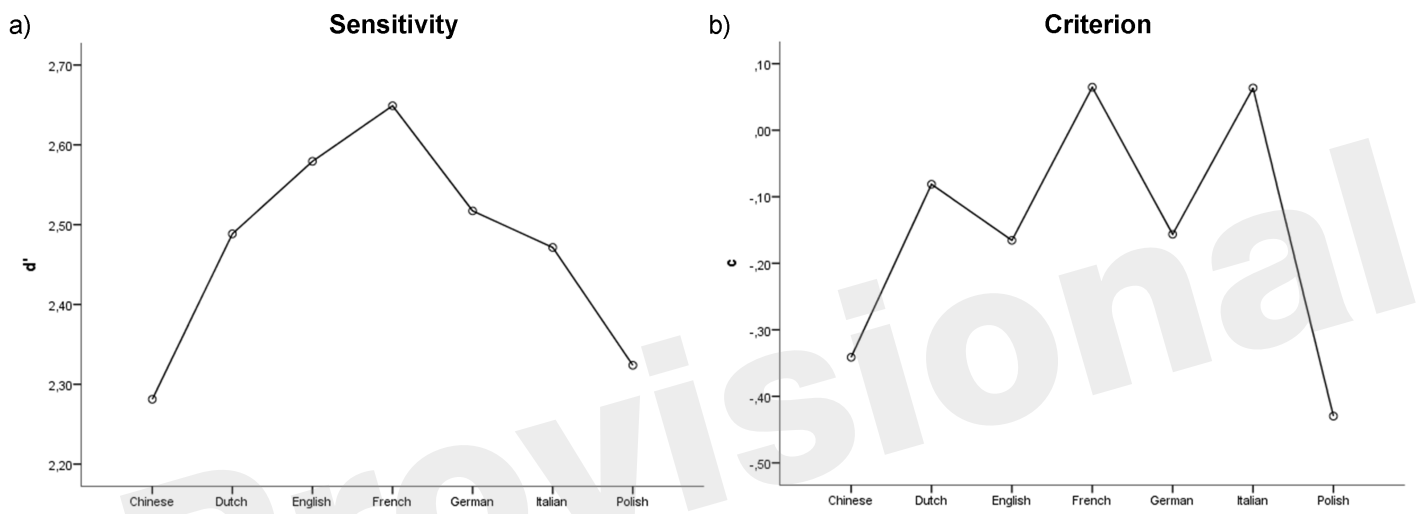 a) Sensitivity
2,70
2,60
2,50
2,40
2,30
2,20
d'
Chinese Dutch English French German Italian Polish
b) Criterion
,10
,00
-,10
-,20
-,30
-,40
-,50
c
Chinese Dutch English French German Italian Polish
Provisional